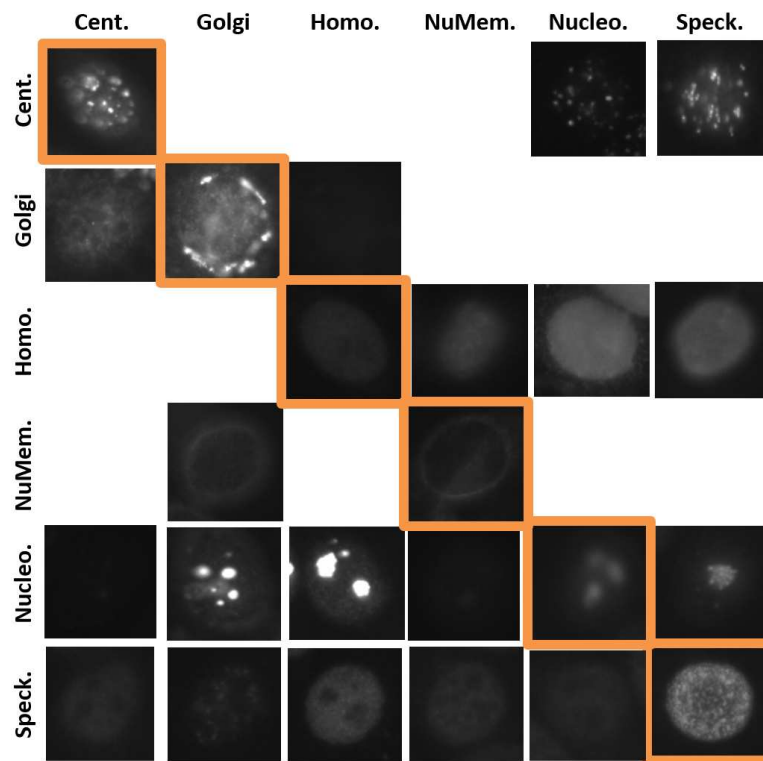 Cent. Golgi Homo. NuMem. Nucleo. Speck.
Cent.
Golgi
Homo.
NuMem.
Nucleo.
Speck.